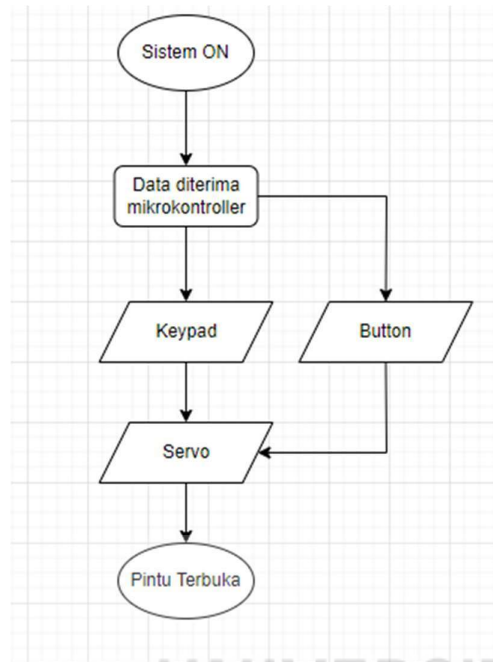 Sistem ON
Data diterima
mikrokontroller
Keypad
Button
Servo
Pintu Terbuka